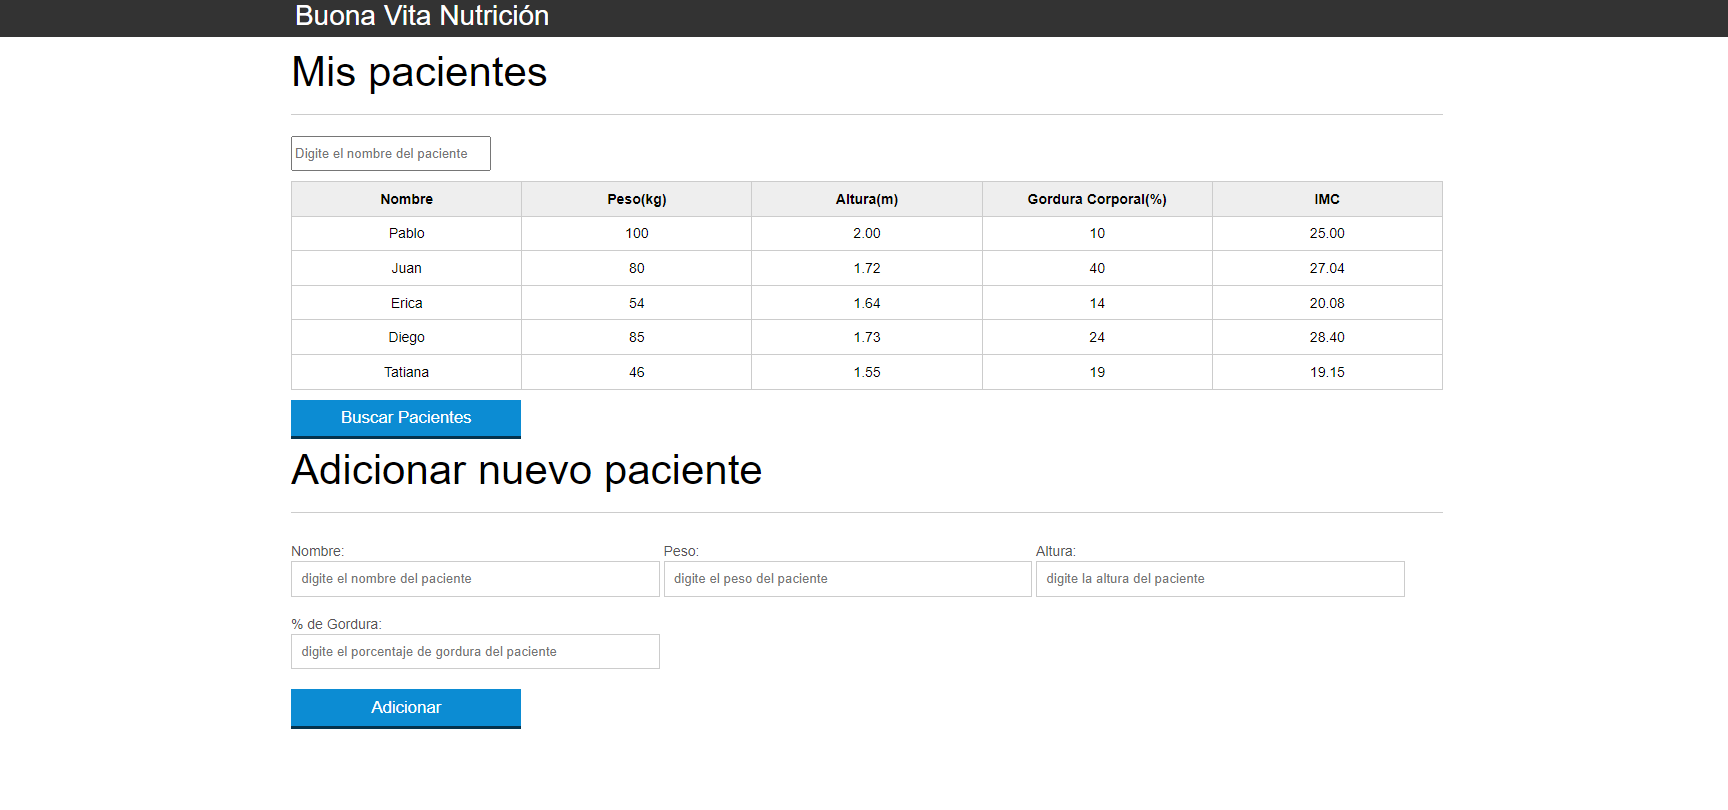 Buona Vita Nutrición
Mis pacientes
Digite el nombre del paciente
Nombre Peso(kg) Altura(m) Gordura Corporal(%) IMC
Pablo 100 2.00 10 25.00
Juan 80 1.72 40 27.04
Erica 54 1.64 14 20.08
Diego 85 1.73 24 28.40
Tatiana 46 1.55 19 19.15
Buscar Pacientes
Adicionar nuevo paciente
Nombre: Peso: Altura:
digite el nombre del paciente digite el peso del paciente digite la altura del paciente
% de Gordura:
digite el porcentaje de gordura del paciente
Adicionar